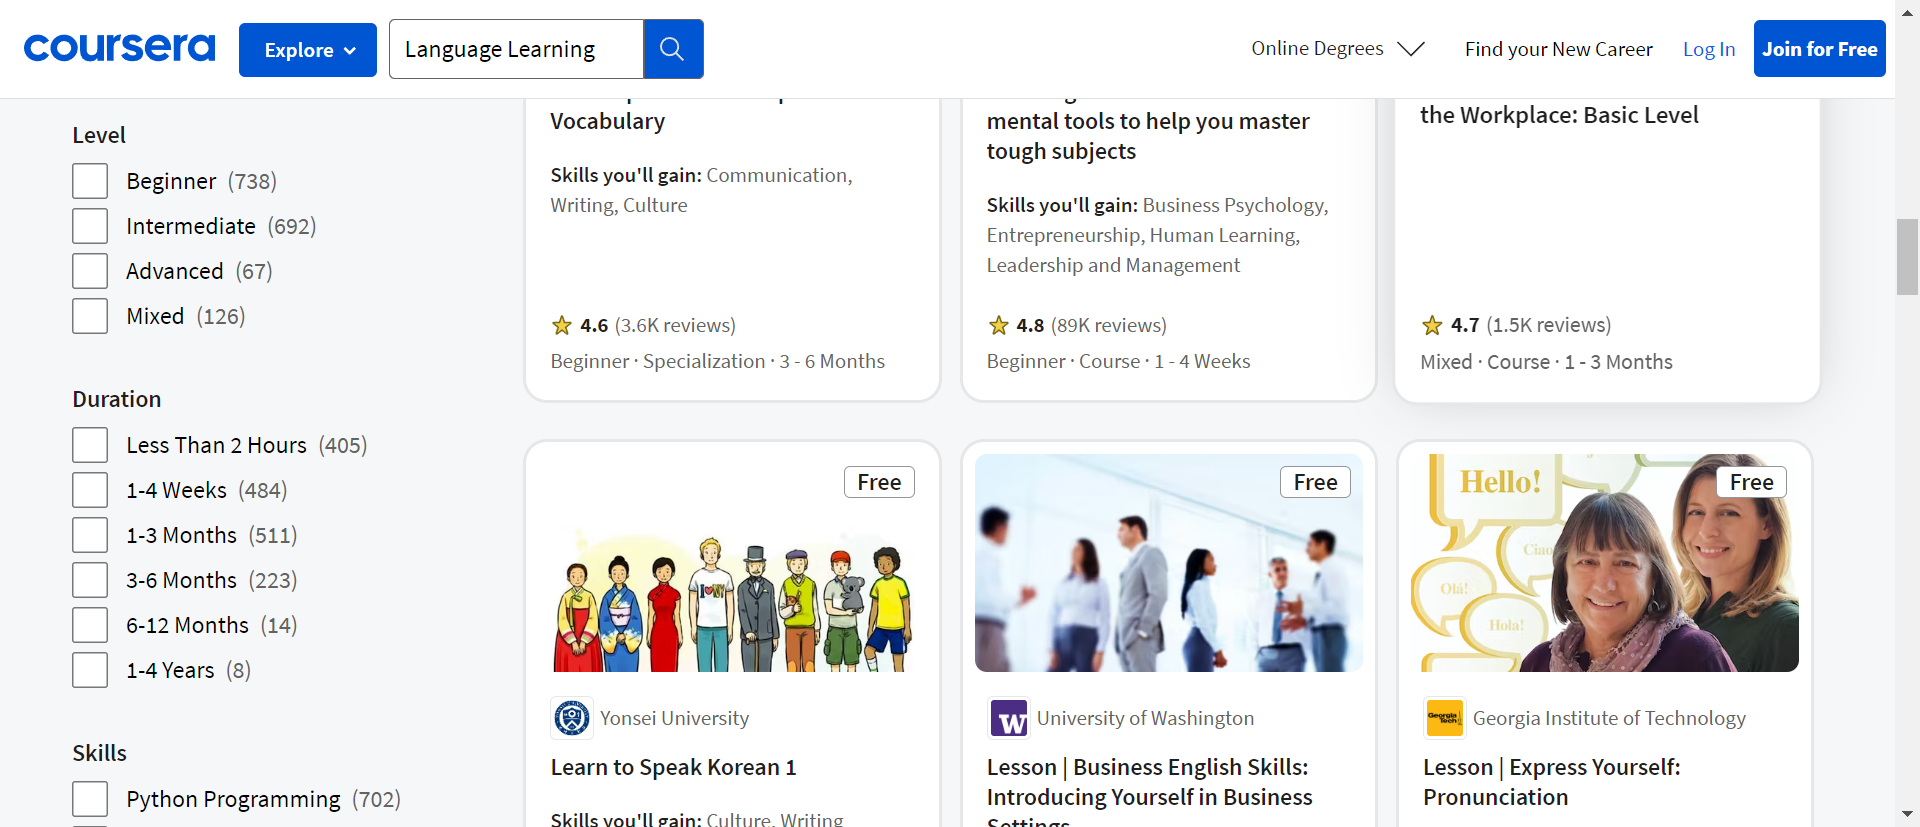 coursera
Explore
Language Learning
Online Degrees
Find your New Career
Log In
Join for Free
Level
Beginner (738)
Intermediate (692)
Advanced (67)
Mixed (126)
Duration
Less Than 2 Hours (405)
1-4 Weeks (484)
1-3 Months (511)
3-6 Months (223)
6-12 Months (14)
1-4 Years (8)
Skills
Python Programming (702)
Vocabulary
Skills you'll gain: Communication,
Writing, Culture
4.6 (3.6K reviews)
Beginner · Specialization · 3 - 6 Months
mental tools to help you master
tough subjects
Skills you'll gain: Business Psychology,
Entrepreneurship, Human Learning,
Leadership and Management
4.8 (89K reviews)
Beginner · Course · 1 - 4 Weeks
the Workplace: Basic Level
4.7 (1.5K reviews)
Mixed · Course · 1 - 3 Months
Free
I ♥ NY
Yonsei University
Learn to Speak Korean 1
Skills you'll gain: Culture, Writing
Free
W
University of Washington
Lesson | Business English Skills:
Introducing Yourself in Business
Settings
Free
Hello!
Ciao
Olá!
Hola!
Georgia Tech
Georgia Institute of Technology
Lesson | Express Yourself:
Pronunciation